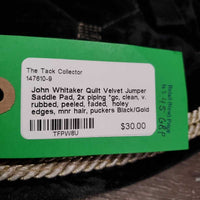 The Tack Collector
147610-9
John Whitaker Quilt Velvet Jumper
Saddle Pad, 2x piping *gc, clean, v.
rubbed, peeled, faded, holey
edges, mnr hair, puckers Black/Gold
$30.00
TFPW8U